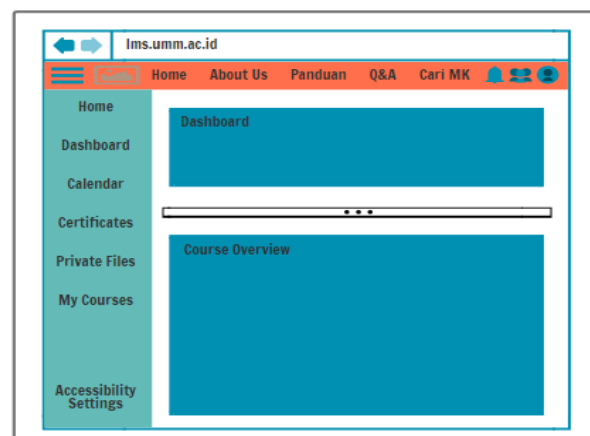 lms.umm.ac.id
Home About Us Panduan Q&A Cari MK
Home
Dashboard
Calendar
Certificates
Private Files
My Courses
Accessibility
Settings
Dashboard
Course Overview